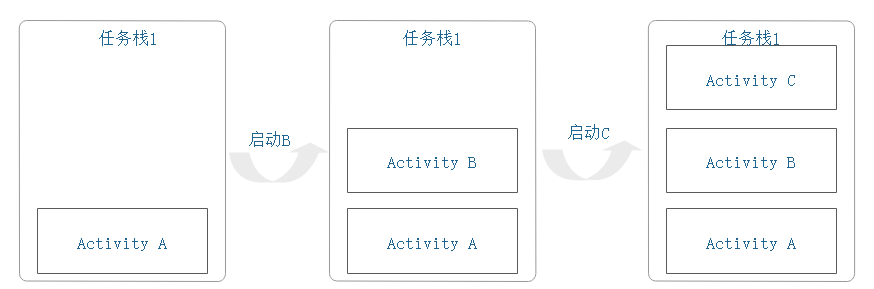 任务栈1
Activity A
启动B
任务栈1
Activity B
Activity A
启动C
任务栈1
Activity C
Activity B
Activity A